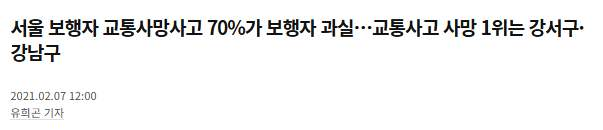 서울 보행자 교통사망사고 70%가 보행자 과실…교통사고 사망 1위는 강서구·
강남구
2021.02.07 12:00
유희곤 기자